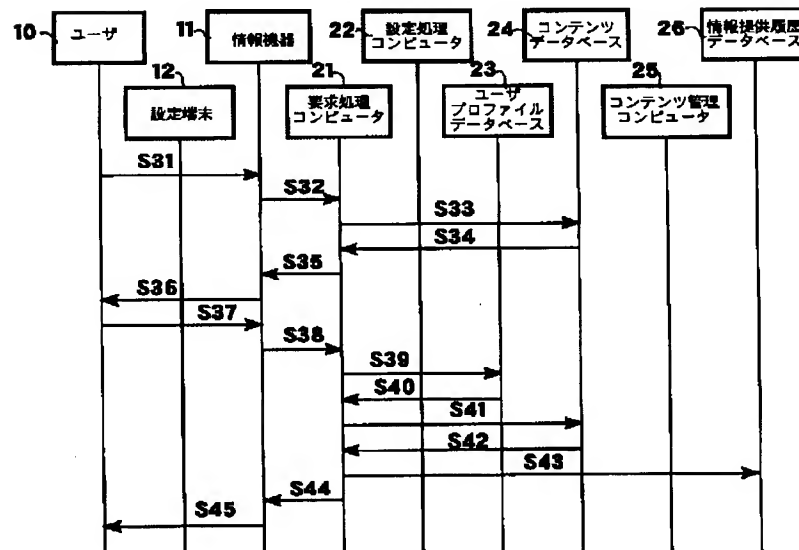 10
ユーザ
11
情報機器
22
設定処理
コンピュータ
24
コンテンツ
データベース
26
情報提供履歴
データベース
12
設定端末
21
要求処理
コンピュータ
23
ユーザ
プロファイル
データベース
25
コンテンツ管理
コンピュータ
S31
S32
S33
S34
S35
S36
S37
S38
S39
S40
S41
S42
S43
S44
S45